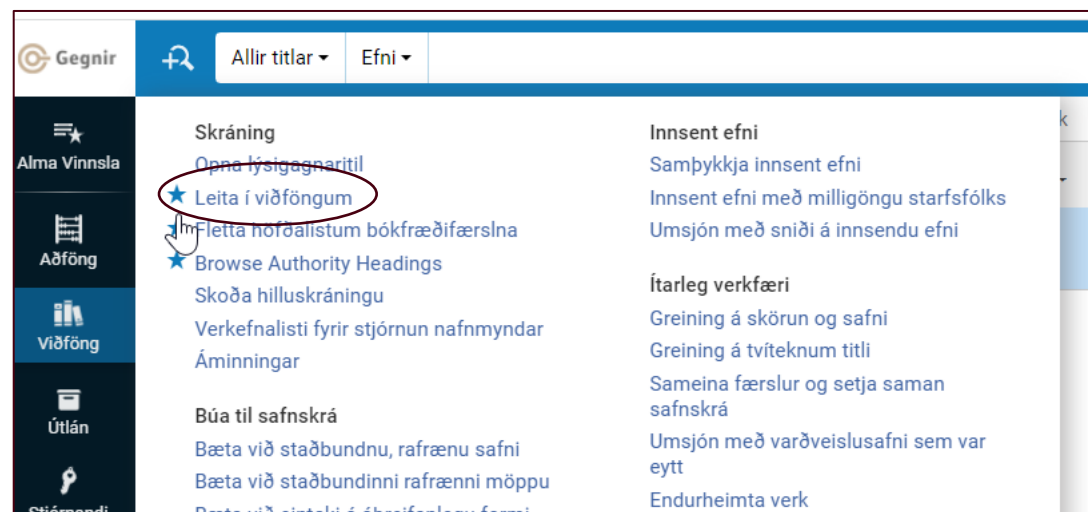 Gegnir
Allir titlar
Efni
Alma Vinnsla
Aðföng
Viðföng
Útlán
Skráning
Opna lýsigagnaritil
Leita í viðföngum
Fletta höfðalistum bókfræðifærslna
Browse Authority Headings
Skoða hilluskráningu
Verkefnalisti fyrir stjórnun nafnmyndar
Áminningar
Búa til safnskrá
Bæta við staðbundnu, rafrænu safni
Bæta við staðbundinni rafrænni möppu
Innsent efni
Samþykkja innsent efni
Innsent efni með milligöngu starfsfólks
Umsjón með sniði á innsendu efni
Ítarleg verkfæri
Greining á skörun og safni
Greining á tvíteknum titli
Sameina færslur og setja saman
safnskrá
Umsjón með varðveislusafni sem var
eytt
Endurheimta verk
k